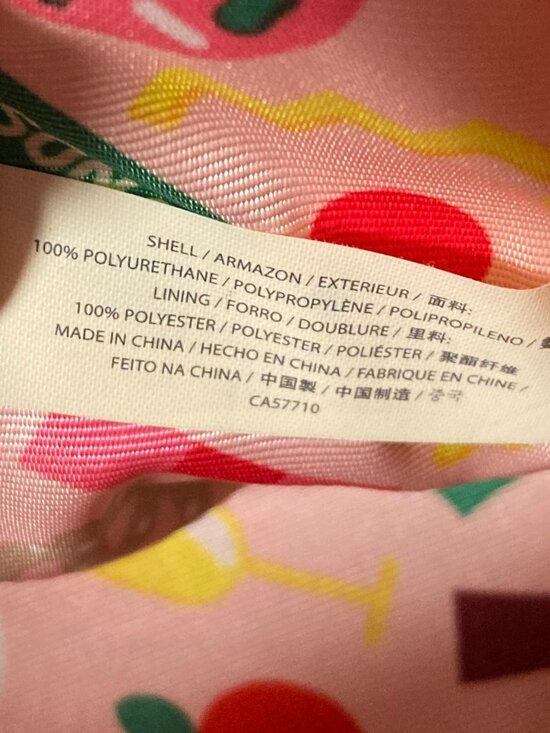 SHELL / ARMAZON / EXTERIEUR / 面料:
100% POLYURETHANE / POLYPROPYLÈNE / POLIPROPILENO /
LINING / FORRO / DOUBLURE / 里料:
100% POLYESTER / POLYESTER / POLIÉSTER / 聚酯纤维
MADE IN CHINA / HECHO EN CHINA / FABRIQUE EN CHINE /
FEITO NA CHINA / 中国製 / 中国制造 / 중국
CA57710